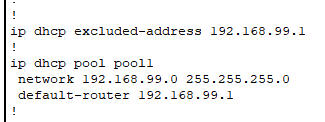 !
!
ip dhcp excluded-address 192.168.99.1
!
ip dhcp pool pool1
network 192.168.99.0 255.255.255.0
default-router 192.168.99.1
!